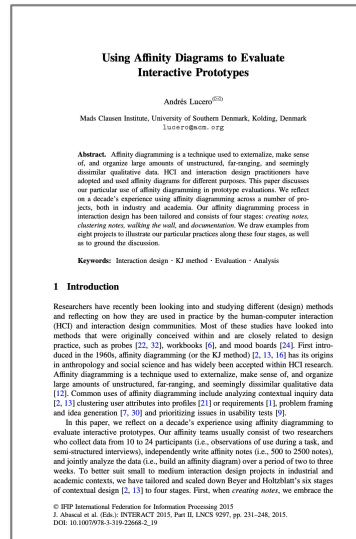 Using Affinity Diagrams to Evaluate
Interactive Prototypes
Andrés Lucero(✉)
Mads Clausen Institute, University of Southern Denmark, Kolding, Denmark
lucero@acm.org
Abstract. Affinity diagramming is a technique used to externalize, make sense
of, and organize large amounts of unstructured, far-ranging, and seemingly
dissimilar qualitative data. HCI and interaction design practitioners have
adopted and used affinity diagrams for different purposes. This paper discusses
our particular use of affinity diagramming in prototype evaluations. We reflect
on a decade's experience using affinity diagramming across a number of pro-
jects, both in industry and academia. Our affinity diagramming process in
interaction design has been tailored and consists of four stages: creating notes,
clustering notes, walking the wall, and documentation. We draw examples from
eight projects to illustrate our particular practices along these four stages, as well
as to ground the discussion.
Keywords: Interaction design · KJ method · Evaluation · Analysis
1 Introduction
Researchers have recently been looking into and studying different (design) methods
and reflecting on how they are used in practice by the human-computer interaction
(HCI) and interaction design communities. Most of these studies have looked into
methods that were originally conceived within and are closely related to design
practice, such as probes [22, 32], workbooks [6], and mood boards [24]. First intro-
duced in the 1960s, affinity diagramming (or the KJ method) [2, 13, 16] has its origins
in anthropology and social science and has widely been accepted within HCI research.
Affinity diagramming is a technique used to externalize, make sense of, and organize
large amounts of unstructured, far-ranging, and seemingly dissimilar qualitative data
[12]. Common uses of affinity diagramming include analyzing contextual inquiry data
[2, 13] clustering user attributes into profiles [21] or requirements [1], problem framing
and idea generation [7, 30] and prioritizing issues in usability tests [9].
In this paper, we reflect on a decade's experience using affinity diagramming to
evaluate interactive prototypes. Our affinity teams usually consist of two researchers
who collect data from 10 to 24 participants (i.e., observations of use during a task, and
semi-structured interviews), independently write affinity notes (i.e., 500 to 2500 notes),
and jointly analyze the data (i.e., build an affinity diagram) over a period of two to three
weeks. To better suit small to medium interaction design projects in industrial and
academic contexts, we have tailored and scaled down Beyer and Holtzblatt's six stages
of contextual design [2, 13] to four stages. First, when creating notes, we embrace the
© IFIP International Federation for Information Processing 2015
J. Abascal et al. (Eds.): INTERACT 2015, Part II, LNCS 9297, pp. 231–248, 2015.
DOI: 10.1007/978-3-319-22668-2_19